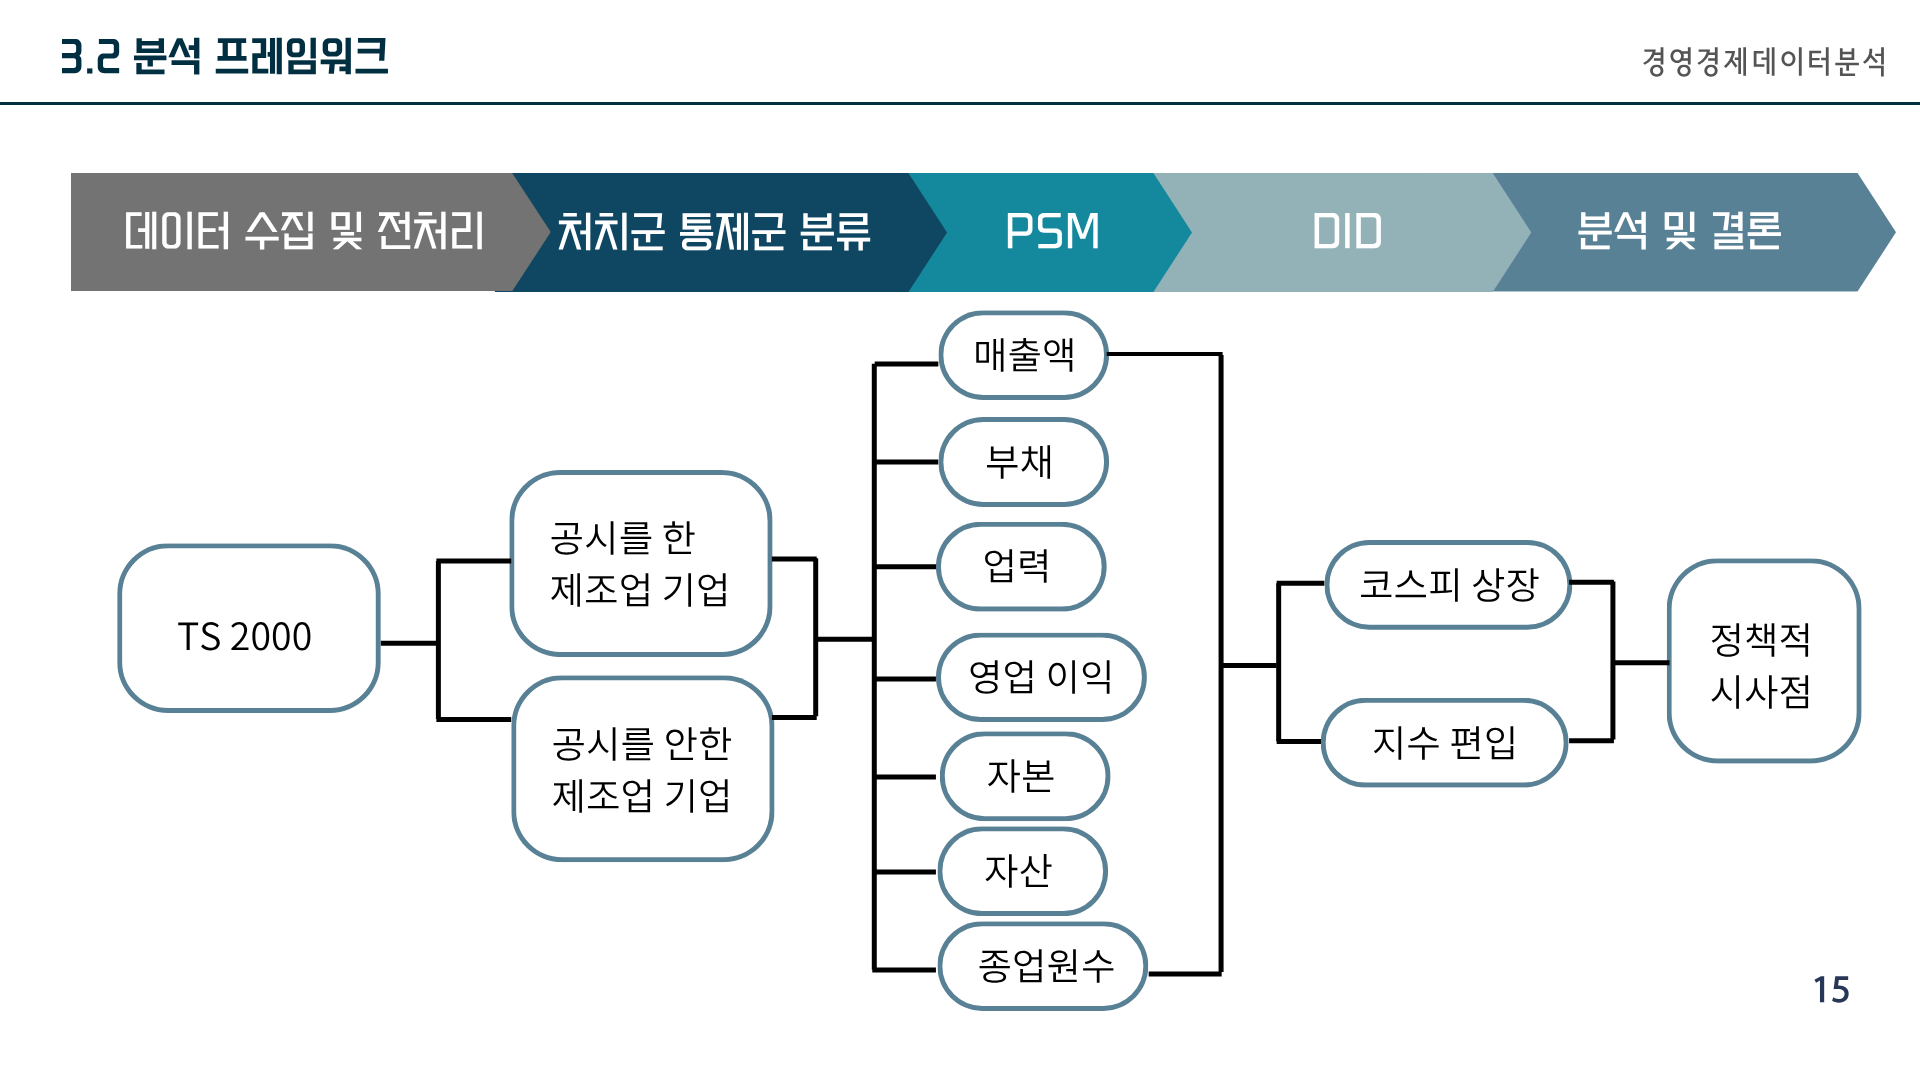 3.2 분석 프레임워크
경영경제데이터분석
데이터 수집 및 전처리
처치군 통제군 분류
PSM
DID
분석 및 결론
TS 2000
공시를 한
제조업 기업
공시를 안한
제조업 기업
매출액
부채
업력
영업 이익
자본
자산
종업원수
코스피 상장
지수 편입
정책적
시사점
15